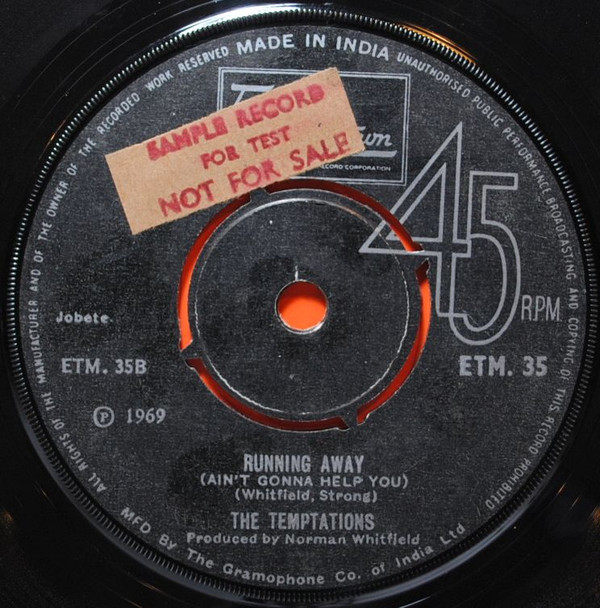 ALL RIGHTS OF THE MANUFACTURER AND OF THE OWNER OF THE RECORDED WORK RESERVED MADE IN INDIA UNAUTHORISED PUBLIC PERFORMANCE, BROADCASTING AND COPYING OF THIS RECORD PROHIBITED
RECORD CORPORATION
SAMPLE RECORD
FOR TEST
NOT FOR SALE
45 RPM
Jobete.
ETM. 35B
ETM. 35
℗ 1969
RUNNING AWAY
(AIN'T GONNA HELP YOU)
(Whitfield, Strong)
THE TEMPTATIONS
Produced by Norman Whitfield
MFD By The Gramophone Co. of India Ltd